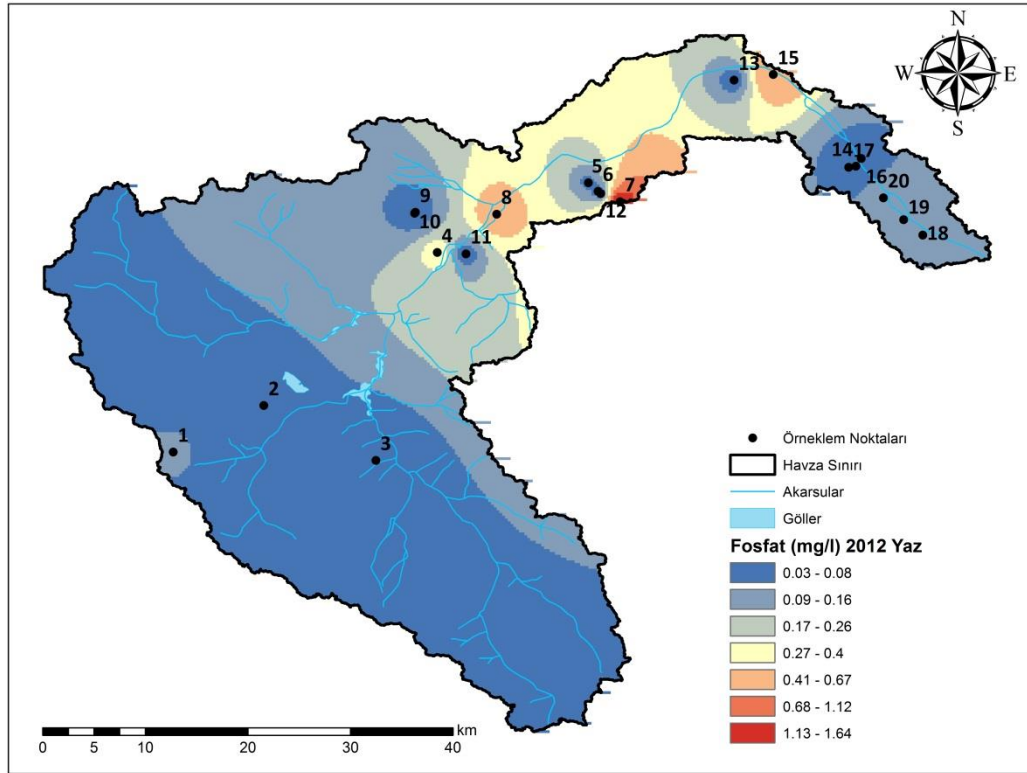 N
W E
S
13
15
14 17
16
20
19
18
5
6
7
12
9
10
8
4
11
2
1
3
Örneklem Noktaları
Havza Sınırı
Akarsular
Göller
Fosfat (mg/l) 2012 Yaz
0.03 - 0.08
0.09 - 0.16
0.17 - 0.26
0.27 - 0.4
0.41 - 0.67
0.68 - 1.12
1.13 - 1.64
km
0 5 10 20 30 40